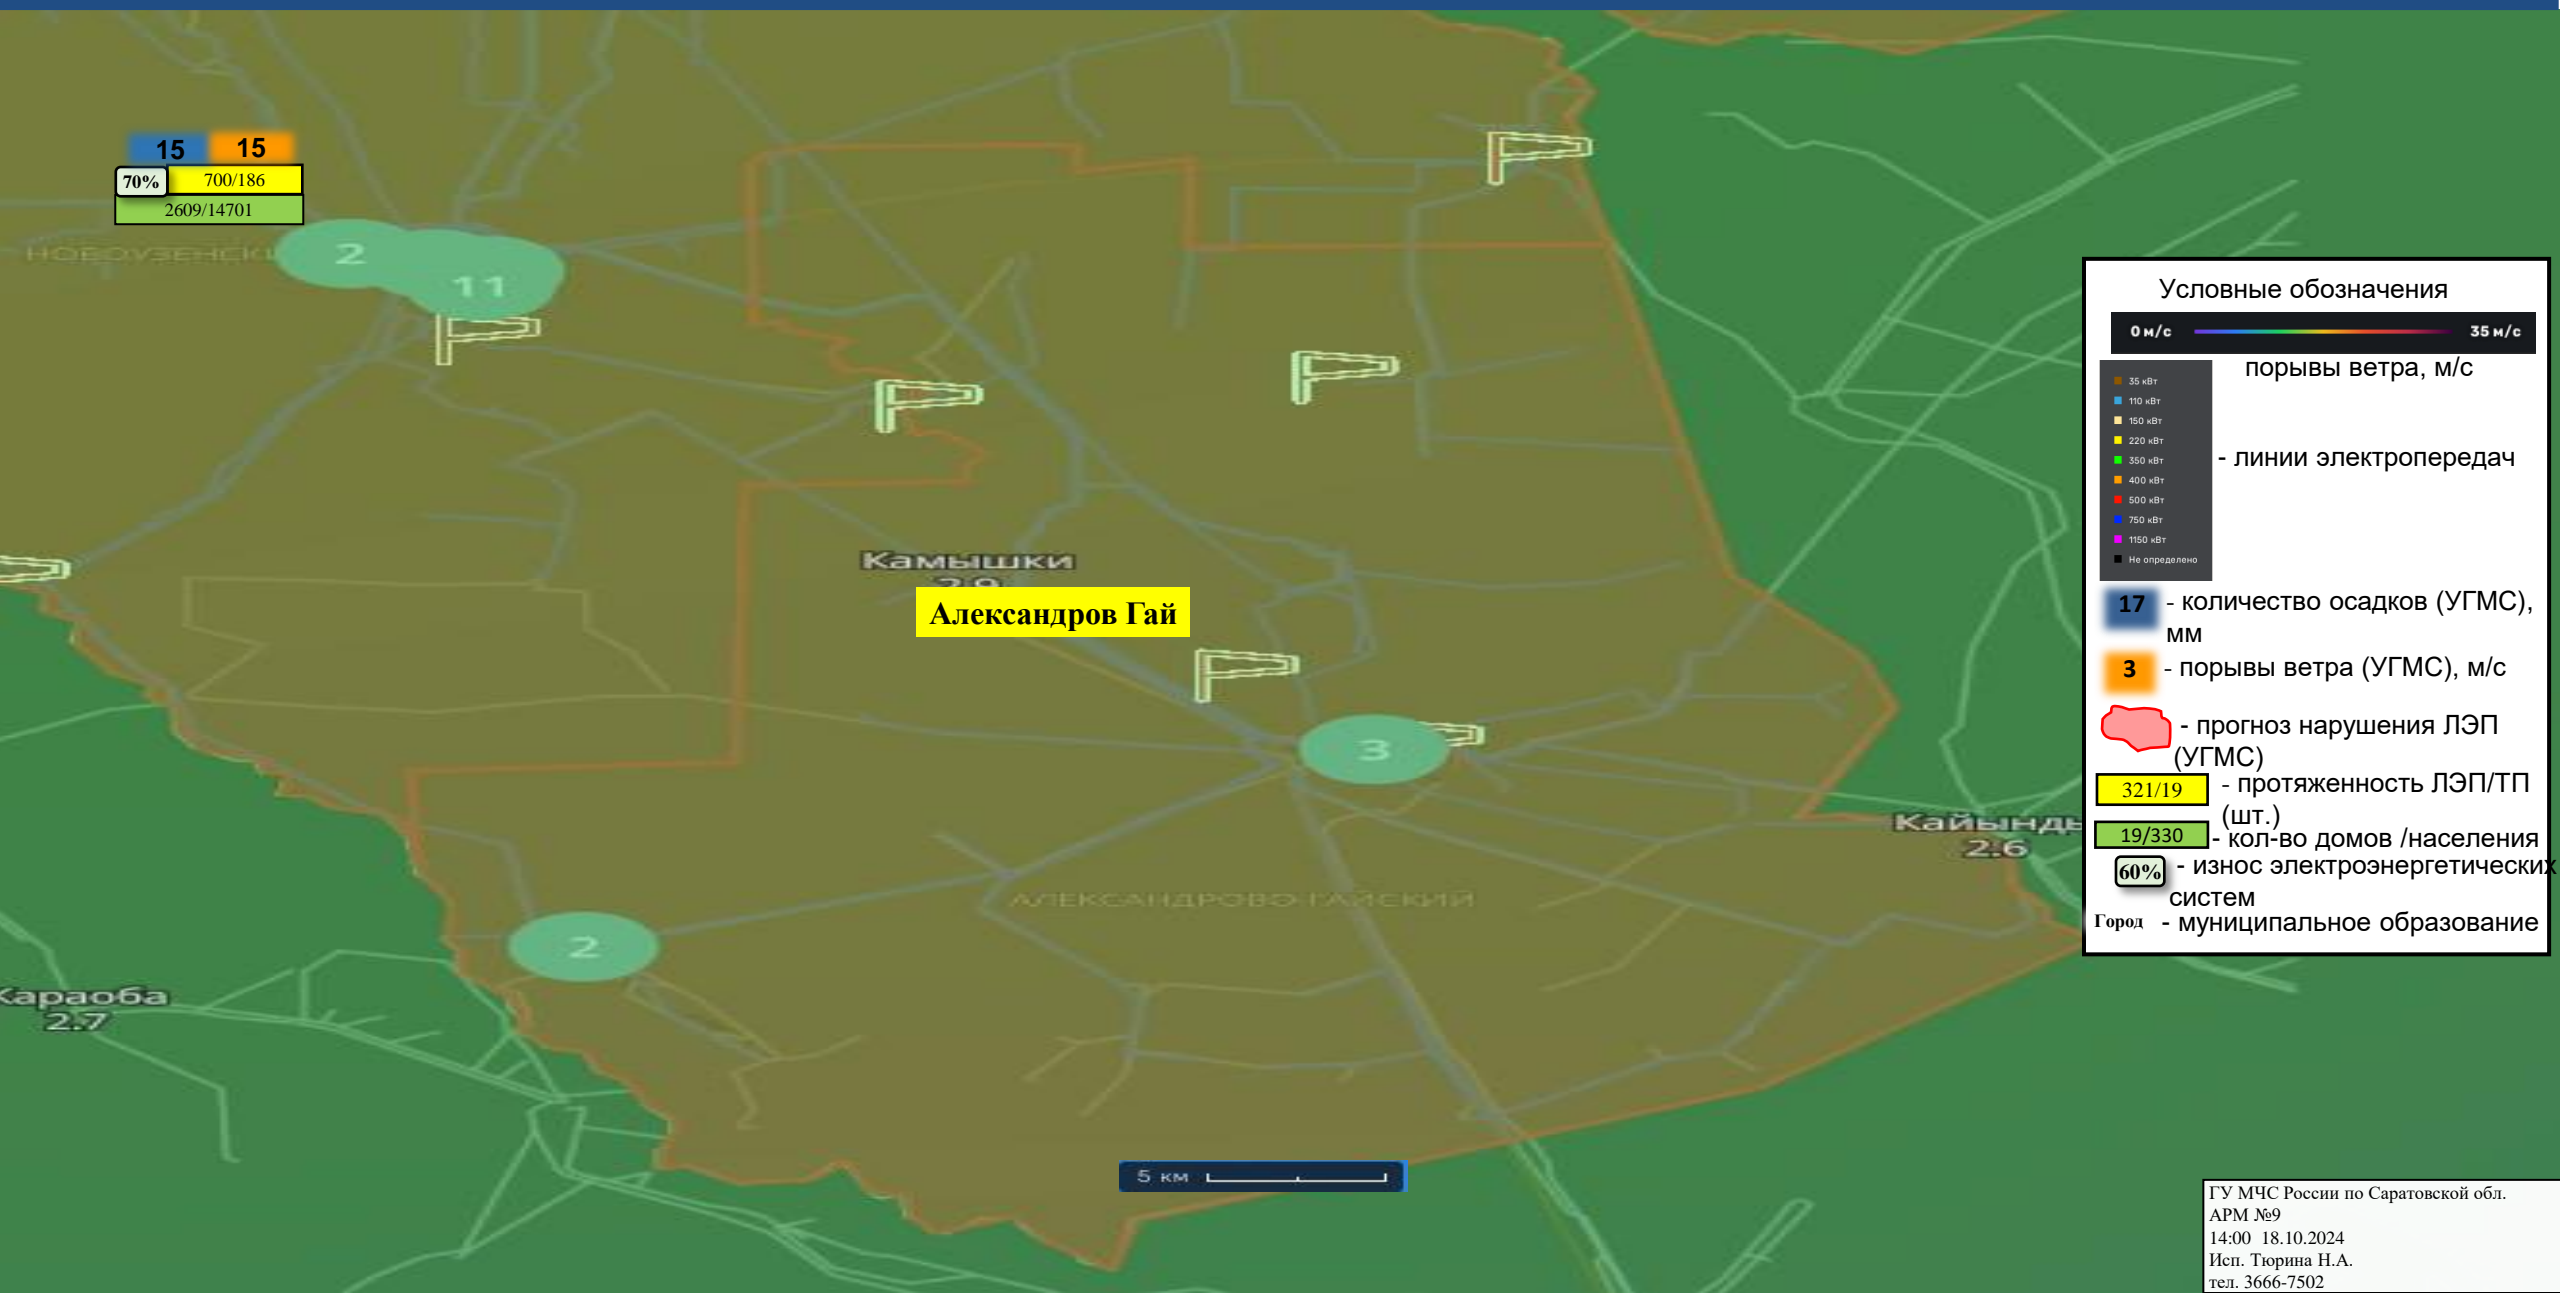 15 15
70% 700/186
2609/14701
2
11
Камышки
Александров Гай
3
АЛЕКСАНДРОВО-ГАЙСКИЙ
2
Караоба
2.7
Кайынды
2.6
5 км
Условные обозначения
0 м/с 35 м/с
порывы ветра, м/с
35 кВт
110 кВт
150 кВт
220 кВт
350 кВт
400 кВт
500 кВт
750 кВт
1150 кВт
Не определено
- линии электропередач
17 - количество осадков (УГМС),
мм
3 - порывы ветра (УГМС), м/с
- прогноз нарушения ЛЭП
(УГМС)
321/19 - протяженность ЛЭП/ТП
(шт.)
19/330 - кол-во домов /населения
60% - износ электроэнергетических
систем
Город - муниципальное образование
ГУ МЧС России по Саратовской обл.
АРМ №9
14:00 18.10.2024
Исп. Тюрина Н.А.
тел. 3666-7502